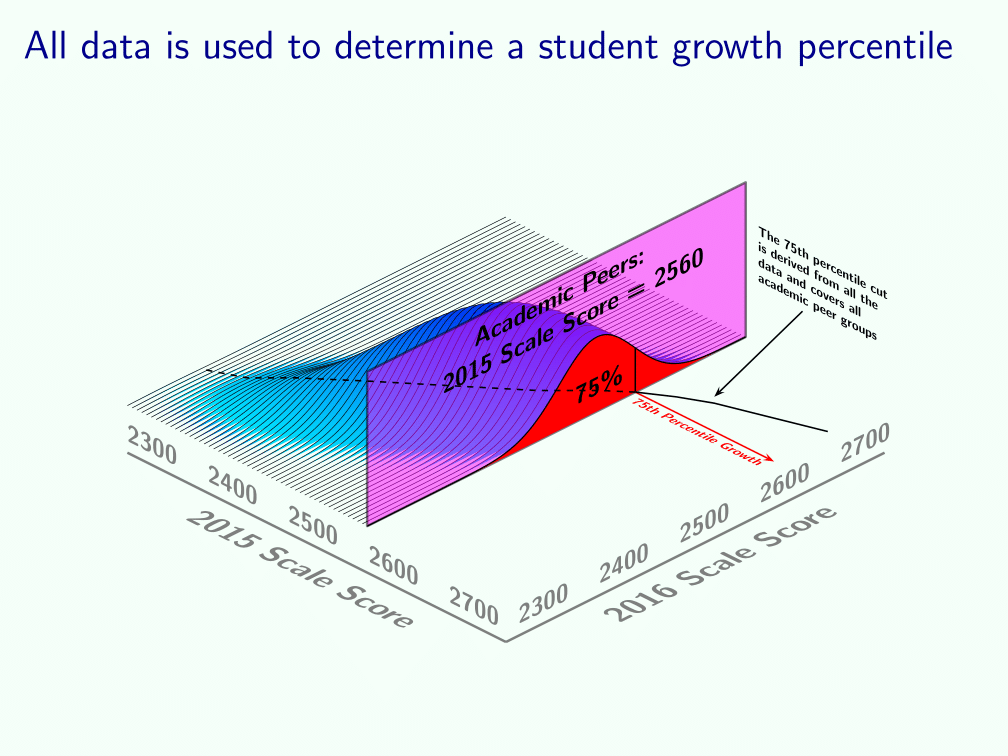 All data is used to determine a student growth percentile
Academic Peers:
2015 Scale Score = 2560
The 75th percentile cut
is derived from all the
data and covers all
academic peer groups
75%
75th Percentile Growth
2300
2400
2500
2600
2700
2015 Scale Score
2300
2400
2500
2600
2700
2016 Scale Score